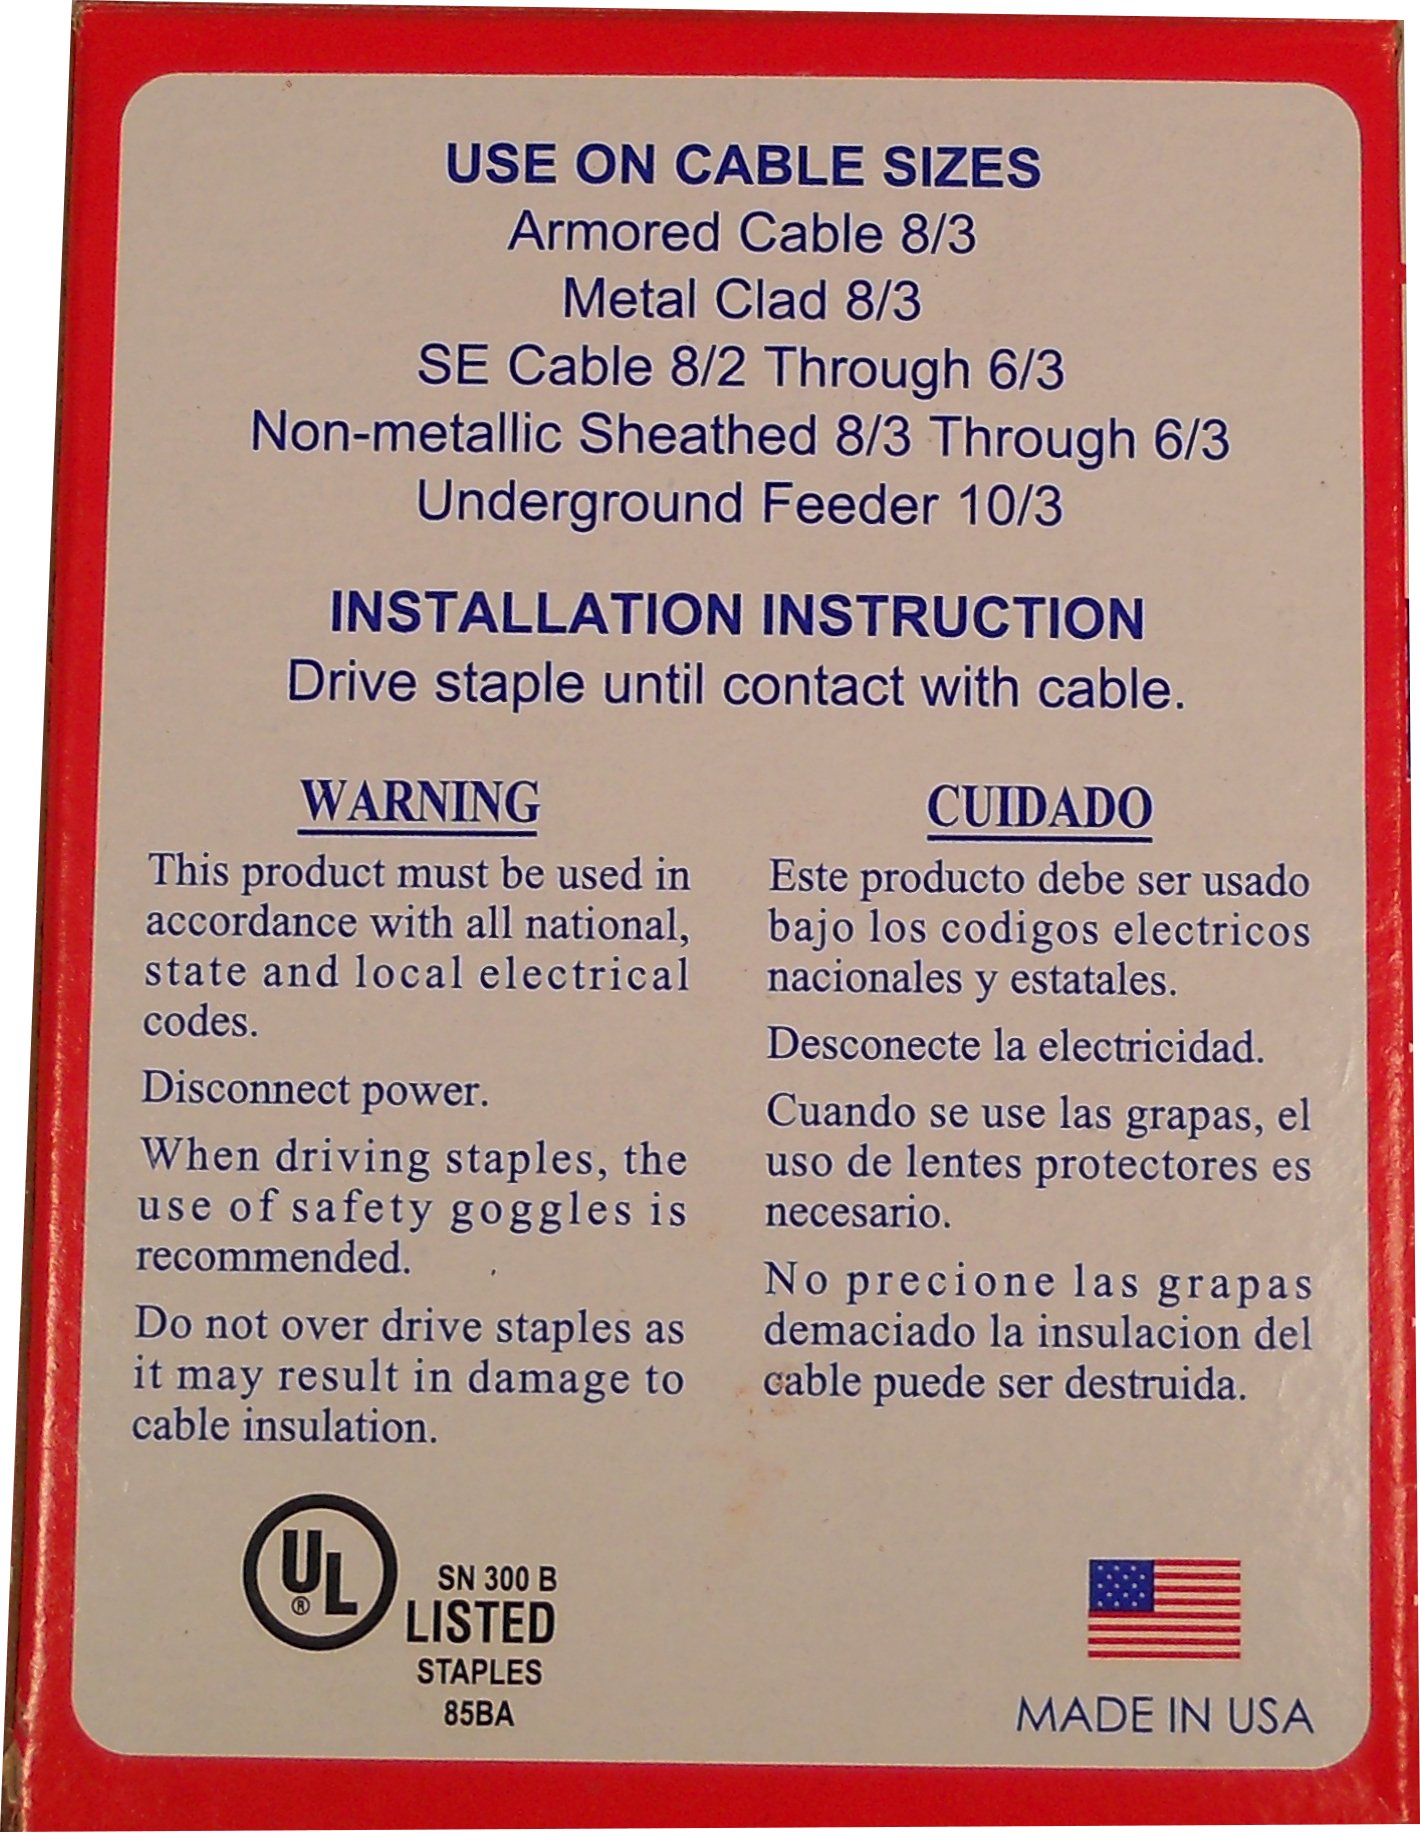 USE ON CABLE SIZES
Armored Cable 8/3
Metal Clad 8/3
SE Cable 8/2 Through 6/3
Non-metallic Sheathed 8/3 Through 6/3
Underground Feeder 10/3
INSTALLATION INSTRUCTION
Drive staple until contact with cable.
WARNING
This product must be used in
accordance with all national,
state and local electrical
codes.
Disconnect power.
When driving staples, the
use of safety goggles is
recommended.
Do not over drive staples as
it may result in damage to
cable insulation.
CUIDADO
Este producto debe ser usado
bajo los codigos electricos
nacionales y estatales.
Desconecte la electricidad.
Cuando se use las grapas, el
uso de lentes protectores es
necesario.
No precione las grapas
demaciado la insulacion del
cable puede ser destruida.
UL®
SN 300 B
LISTED
STAPLES
85BA
MADE IN USA